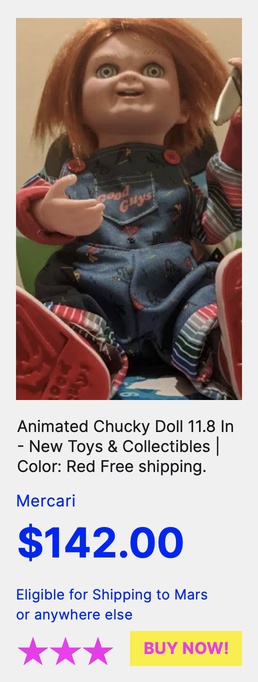 Good
Guys
Animated Chucky Doll 11.8 In
- New Toys & Collectibles |
Color: Red Free shipping.
Mercari
$142.00
Eligible for Shipping to Mars
or anywhere else
BUY NOW!